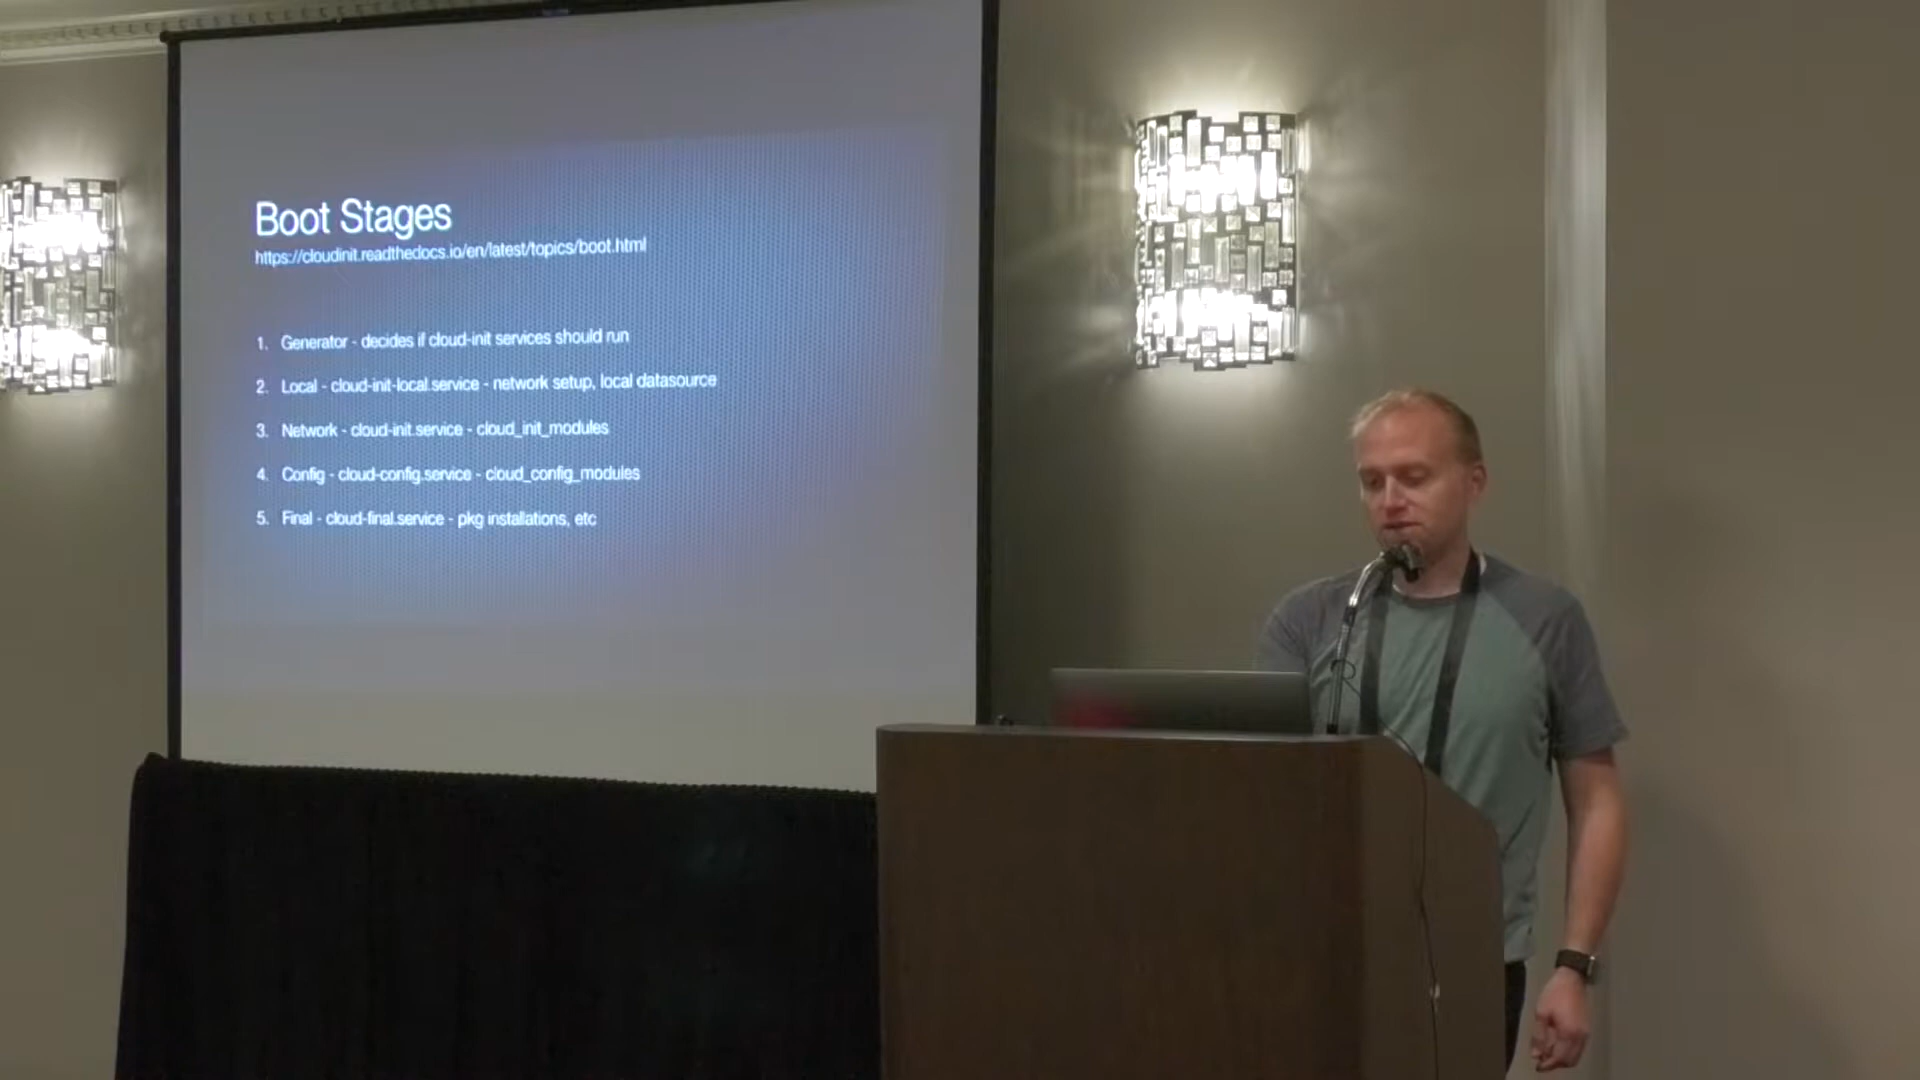 Boot Stages
https://cloudinit.readthedocs.io/en/latest/topics/boot.html
1. Generator - decides if cloud-init services should run
2. Local - cloud-init-local.service - network setup, local datasource
3. Network - cloud-init.service - cloud_init_modules
4. Config - cloud-config.service - cloud_config_modules
5. Final - cloud-final.service - pkg installations, etc